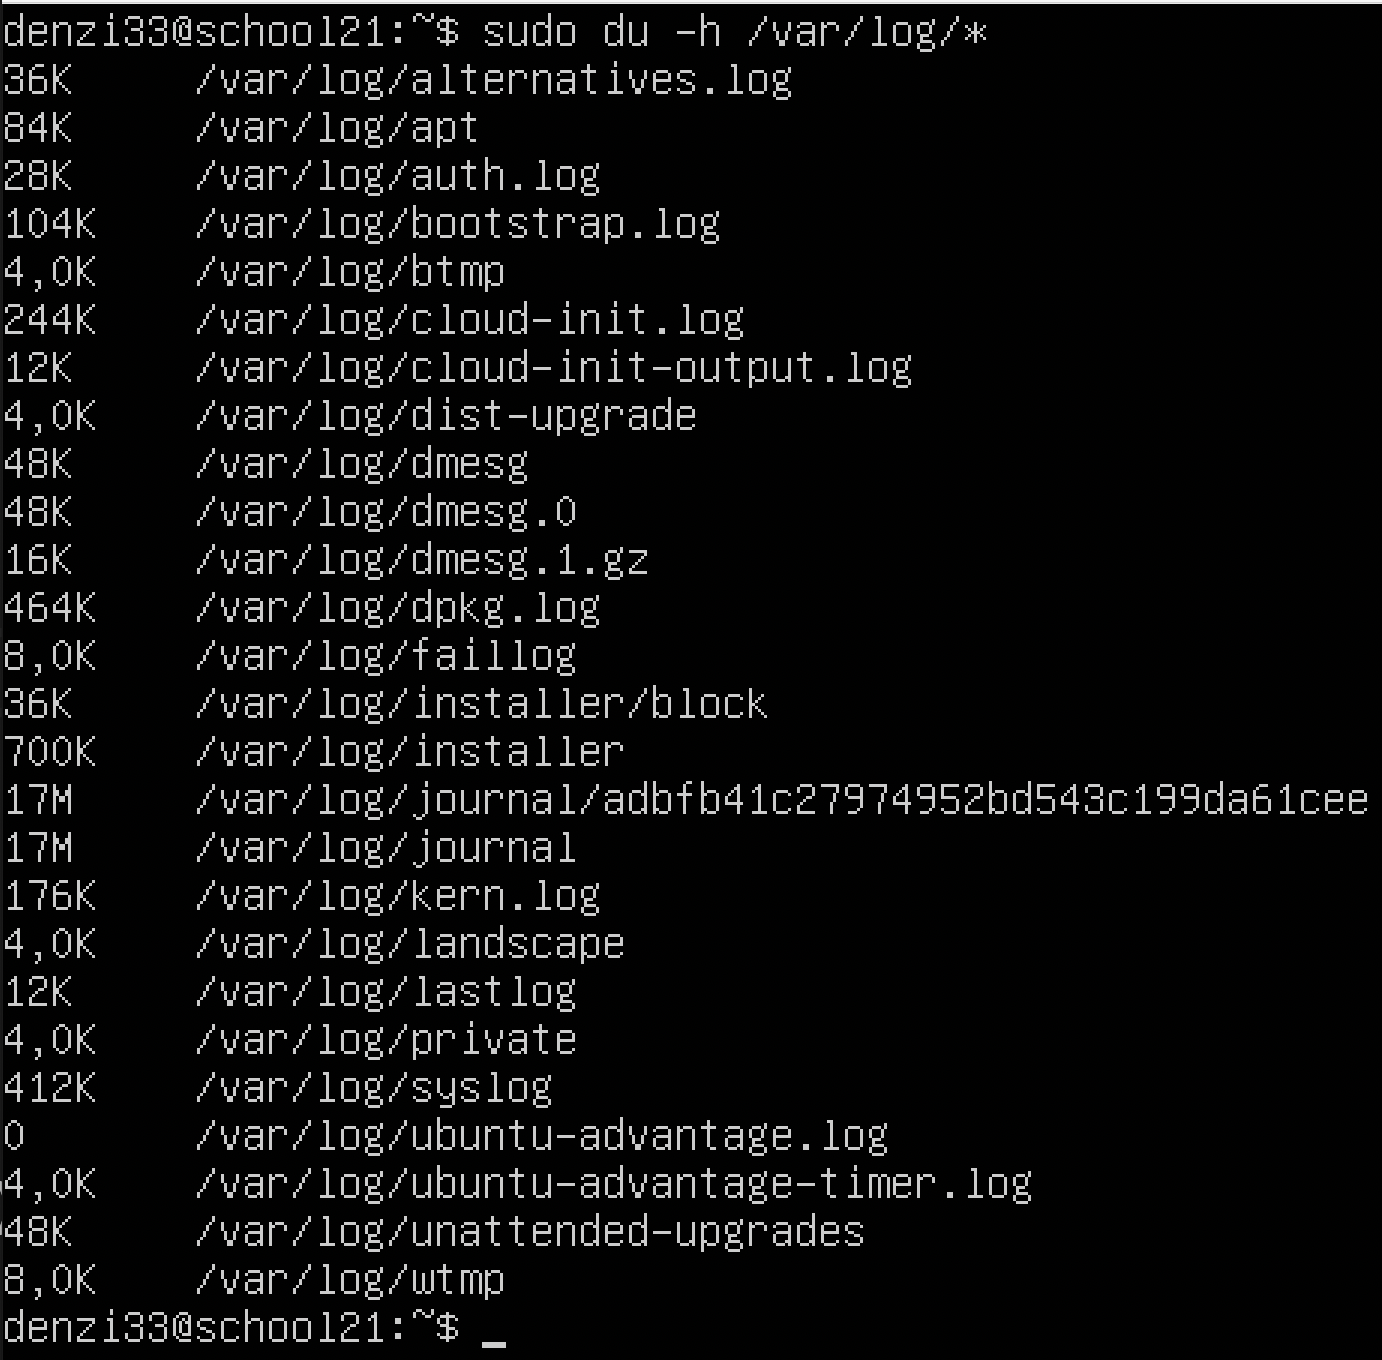 denzi33@school21:~$ sudo du -h /var/log/*
36K     /var/log/alternatives.log
84K     /var/log/apt
28K     /var/log/auth.log
104K    /var/log/bootstrap.log
4,0K    /var/log/btmp
244K    /var/log/cloud-init.log
12K     /var/log/cloud-init-output.log
4,0K    /var/log/dist-upgrade
48K     /var/log/dmesg
48K     /var/log/dmesg.0
16K     /var/log/dmesg.1.gz
464K    /var/log/dpkg.log
8,0K    /var/log/faillog
36K     /var/log/installer/block
700K    /var/log/installer
17M     /var/log/journal/adbfb41c27974952bd543c199da61cee
17M     /var/log/journal
176K    /var/log/kern.log
4,0K    /var/log/landscape
12K     /var/log/lastlog
4,0K    /var/log/private
412K    /var/log/syslog
0       /var/log/ubuntu-advantage.log
4,0K    /var/log/ubuntu-advantage-timer.log
48K     /var/log/unattended-upgrades
8,0K    /var/log/wtmp
denzi33@school21:~$ _